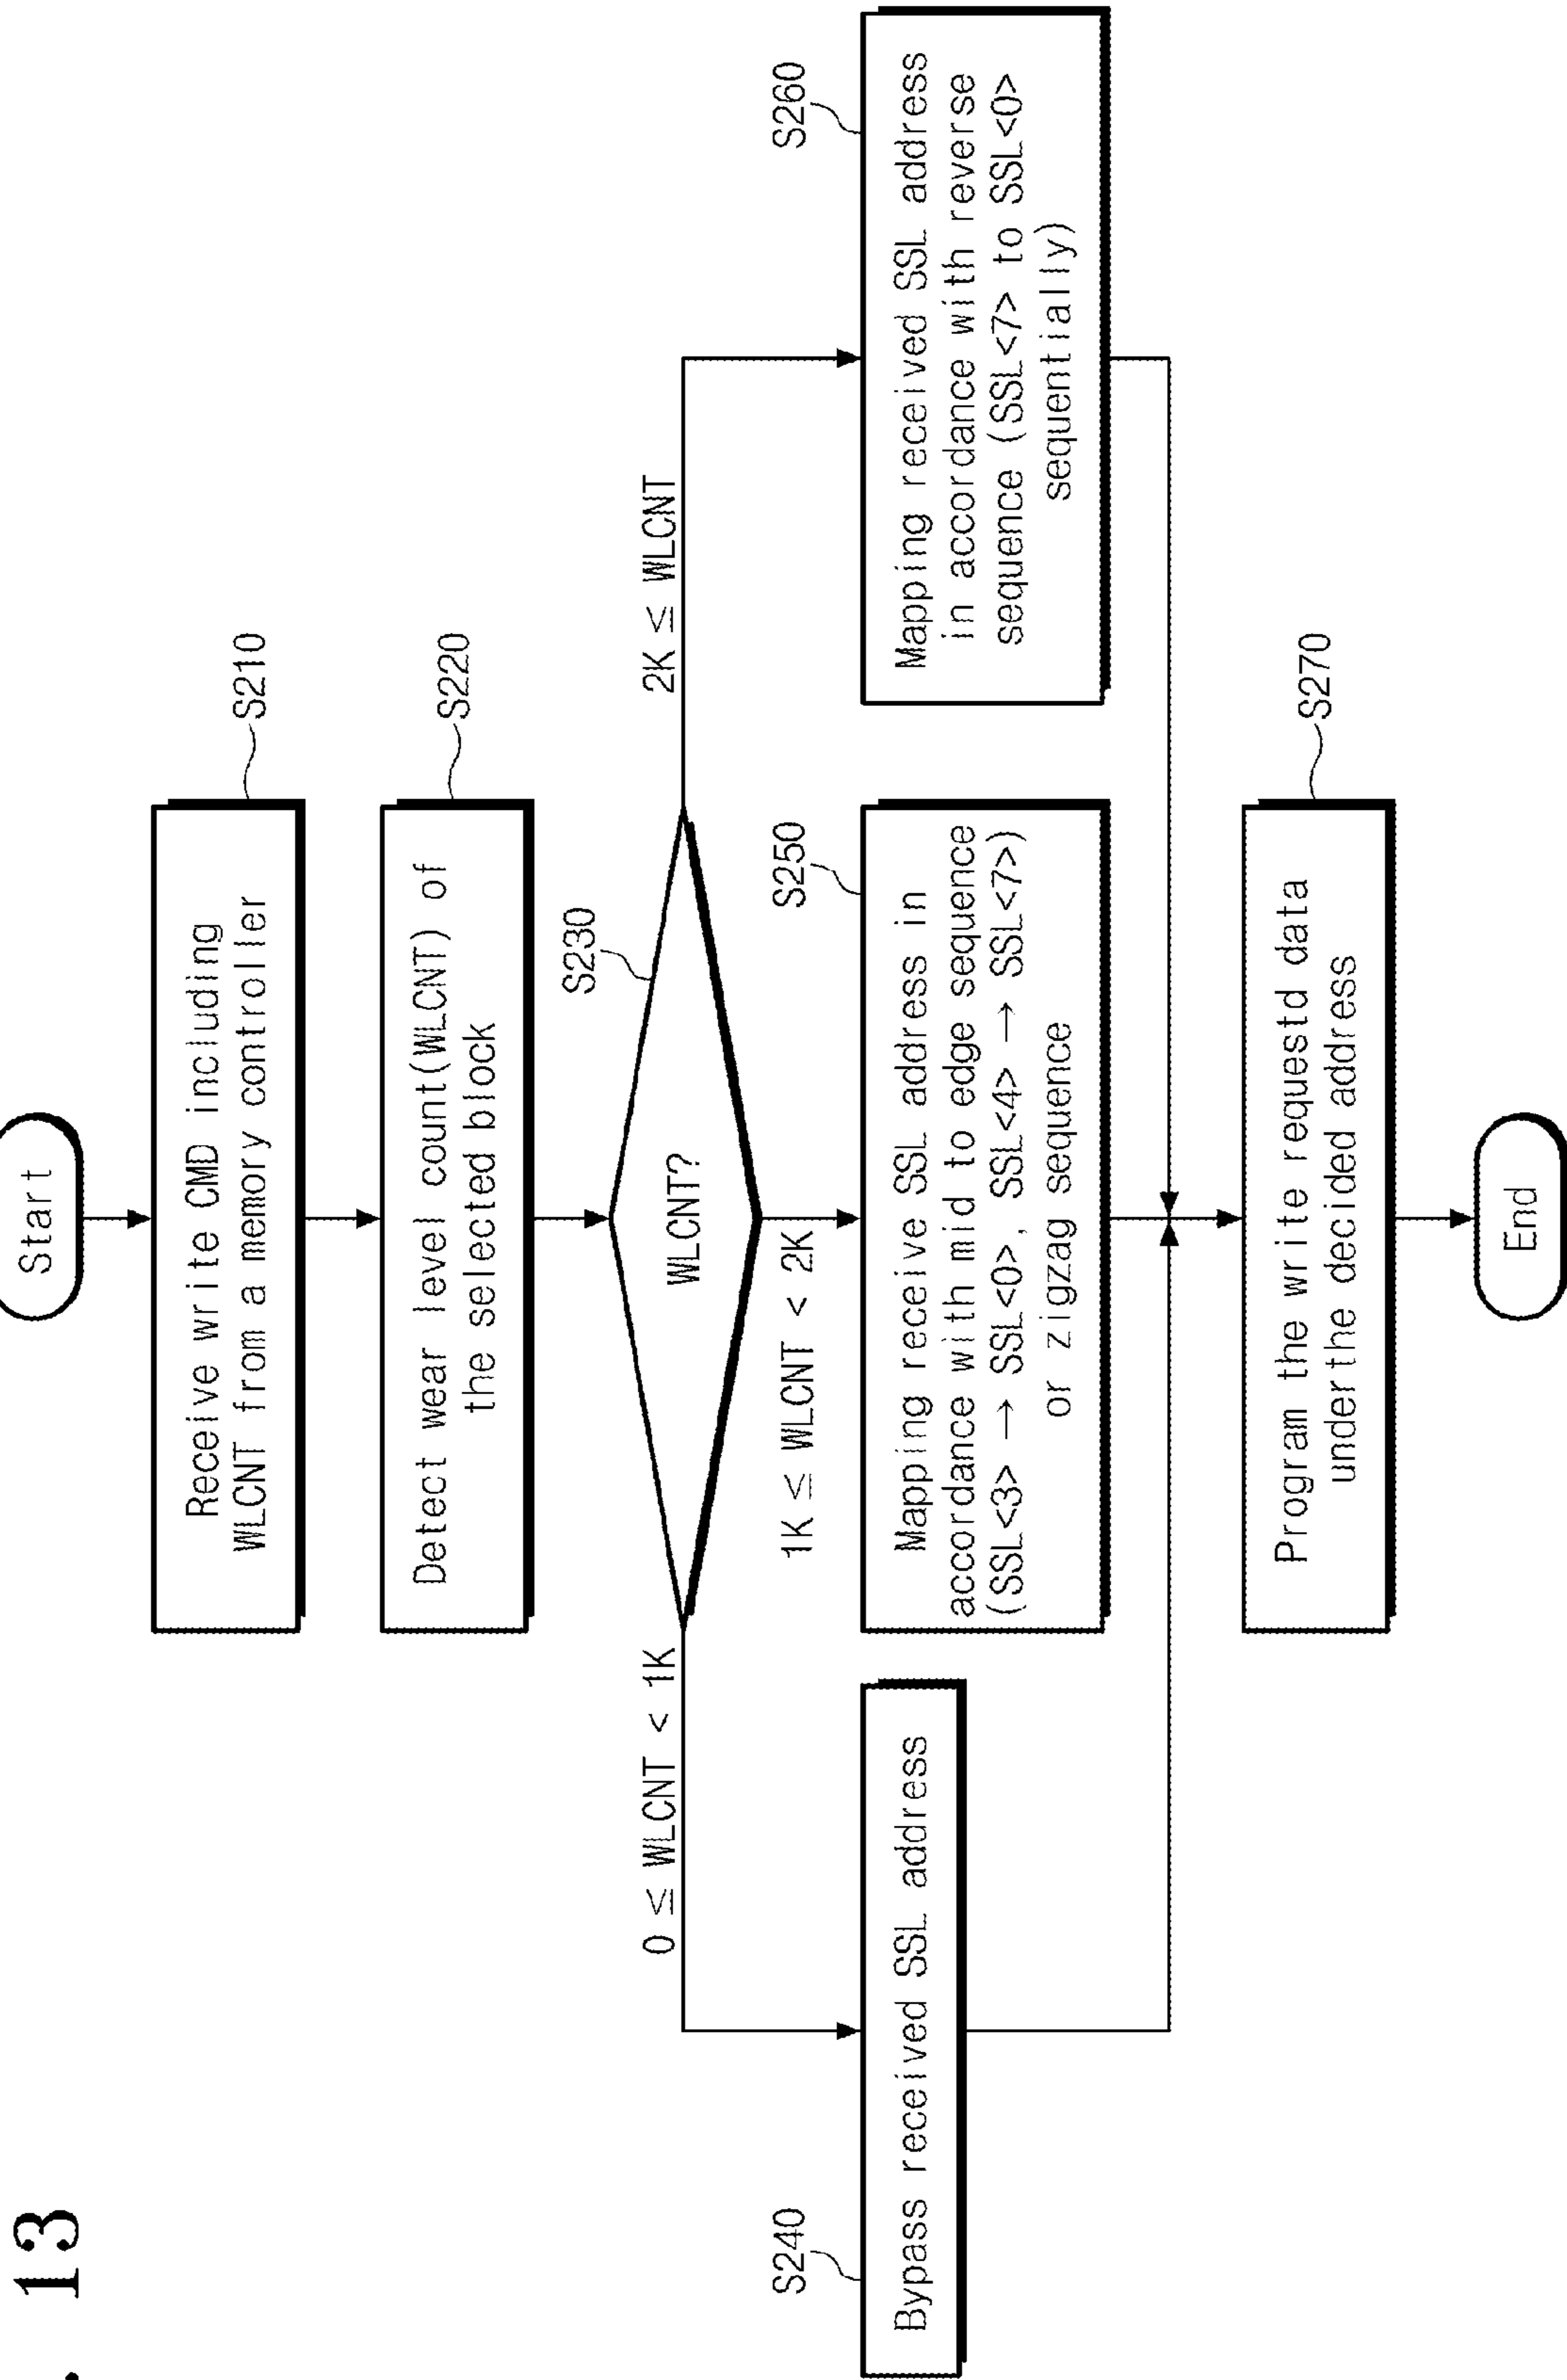 . 13
Start
Receive write CMD including
WLCNT from a memory controller
S210
Detect wear level count(WLCNT) of
the selected block
S220
WLCNT?
S230
0 ≤ WLCNT < 1K
1K ≤ WLCNT < 2K
2K ≤ WLCNT
S240
Bypass received SSL address
S250
Mapping receive SSL address in
accordance with mid to edge sequence
(SSL<3> → SSL<0>, SSL<4> → SSL<7>)
or zigzag sequence
S260
Mapping received SSL address
in accordance with reverse
sequence (SSL<7> to SSL<0>
sequentially)
S270
Program the write requestd data
under the decided address
End